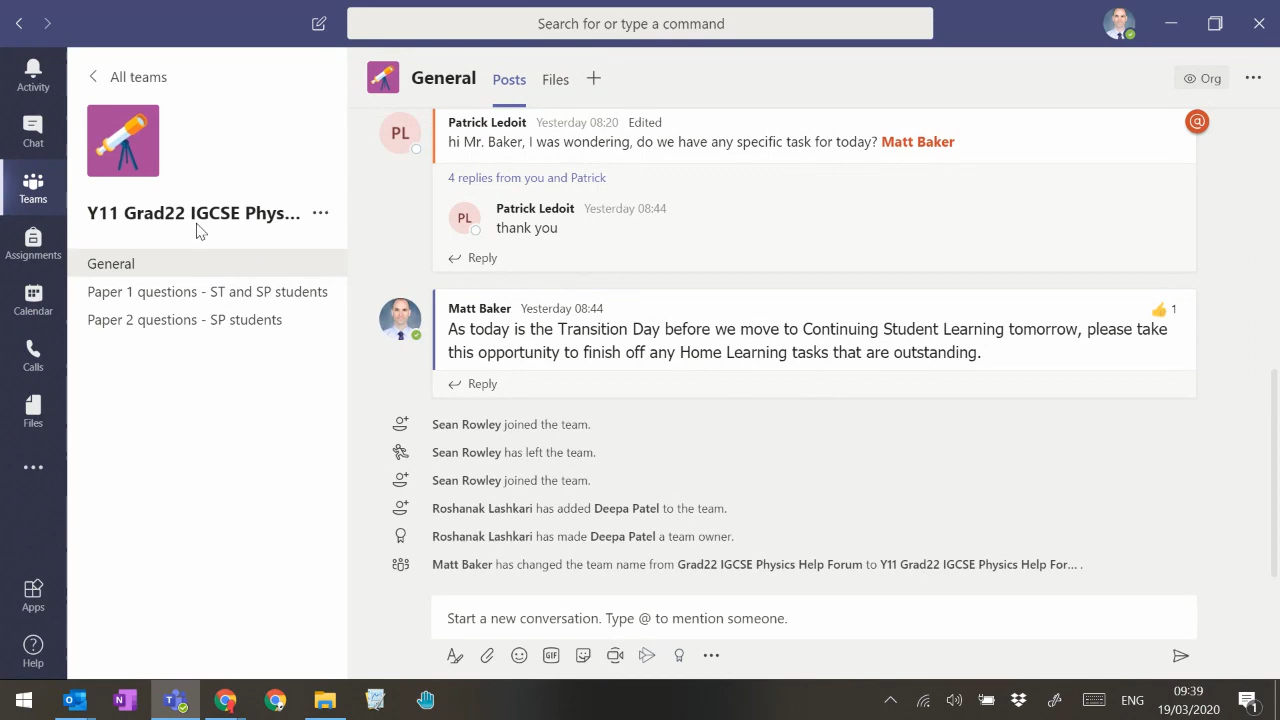 Search for or type a command
Activity
Chat
Teams
Assignments
Calendar
Calls
Files
Apps
Help
All teams
Y11 Grad22 IGCSE Phys...
General
Paper 1 questions - ST and SP students
Paper 2 questions - SP students
General
Posts
Files
Org
PL
Patrick Ledoit Yesterday 08:20 Edited
hi Mr. Baker, I was wondering, do we have any specific task for today? Matt Baker
@
4 replies from you and Patrick
PL
Patrick Ledoit Yesterday 08:44
thank you
Reply
Matt Baker Yesterday 08:44
1
As today is the Transition Day before we move to Continuing Student Learning tomorrow, please take
this opportunity to finish off any Home Learning tasks that are outstanding.
Reply
Sean Rowley joined the team.
Sean Rowley has left the team.
Sean Rowley joined the team.
Roshanak Lashkari has added Deepa Patel to the team.
Roshanak Lashkari has made Deepa Patel a team owner.
Matt Baker has changed the team name from Grad22 IGCSE Physics Help Forum to Y11 Grad22 IGCSE Physics Help For... .
Start a new conversation. Type @ to mention someone.
GIF
ENG
09:39
19/03/2020
1